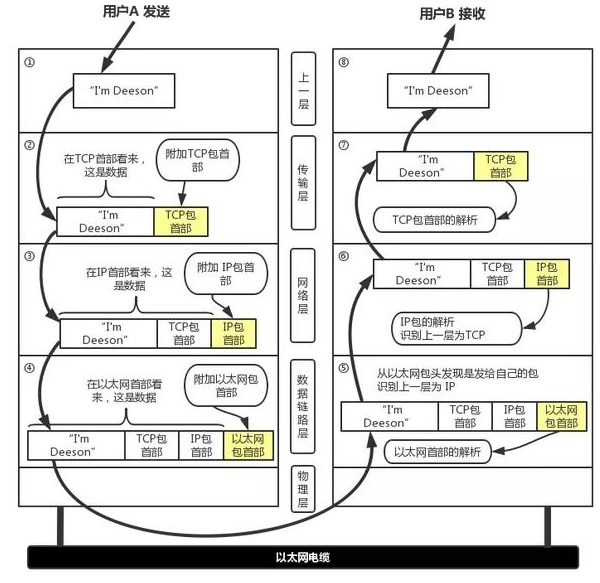 用户A 发送
用户B 接收
①
“I'm Deeson”
上一层
⑧
“I'm Deeson”
②
在TCP首部看来，
这是数据
附加TCP包首
部
“I'm
Deeson”
TCP包
首部
传输层
⑦
“I'm
Deeson”
TCP包
首部
TCP包首部的解析
③
在IP首部看来，这
是数据
附加 IP包首
部
“I'm
Deeson”
TCP包
首部
IP包
首部
网络层
⑥
“I'm
Deeson”
TCP包
首部
IP包
首部
IP包的解析
识别上一层为TCP
④
在以太网首部看
来，这是数据
附加以太网包
首部
“I'm
Deeson”
TCP包
首部
IP包
首部
以太网
包首部
数据链路层
⑤
从以太网包头发现是发给自己的包
识别上一层为 IP
“I'm
Deeson”
TCP包
首部
IP包
首部
以太网
包首部
以太网首部的解析
物理层
以太网电缆